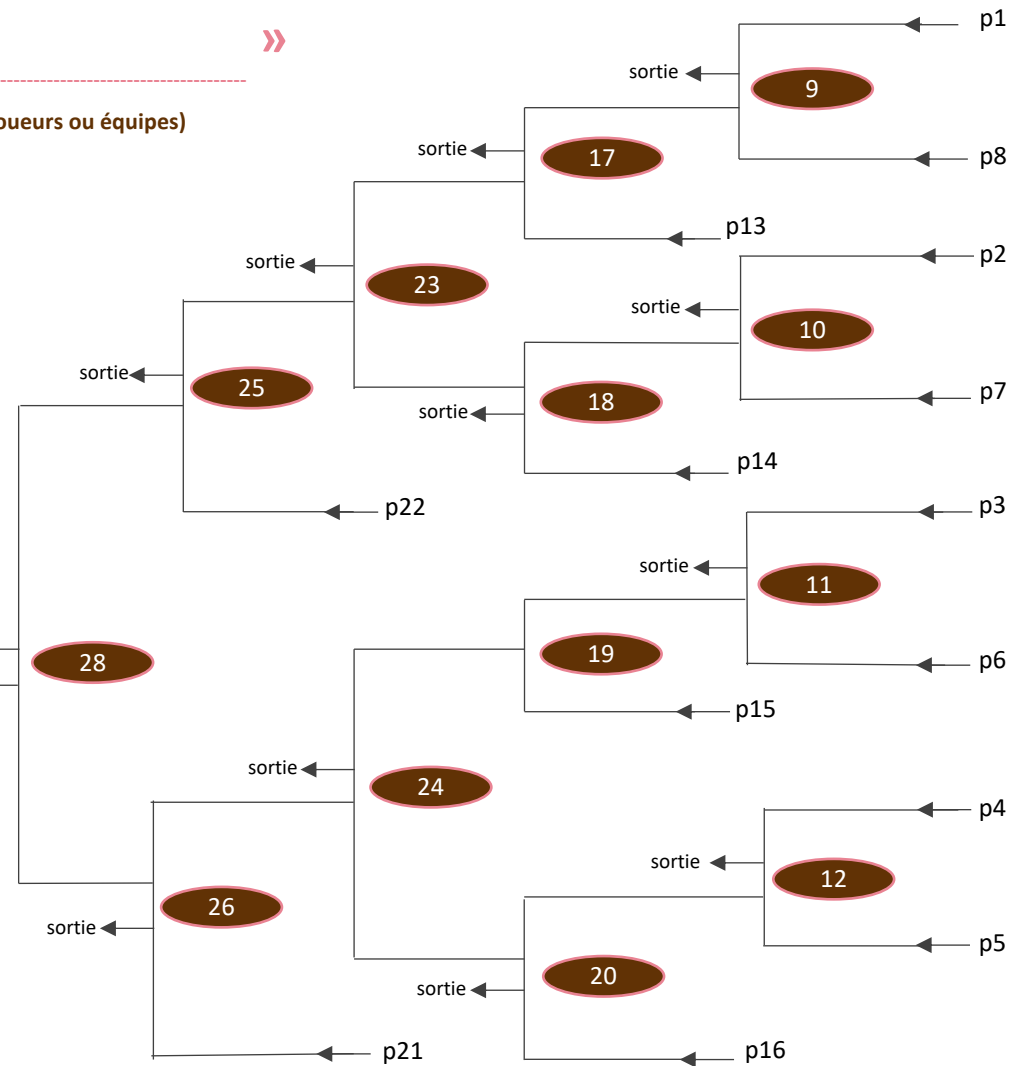 p1
»
sortie
9
oueurs ou équipes)
sortie
17
p8
p13
p2
sortie
23
sortie
10
sortie
25
18
sortie
p7
p14
p22
p3
sortie
11
19
28
p6
p15
sortie
24
p4
sortie
12
26
sortie
p5
20
sortie
p21
p16